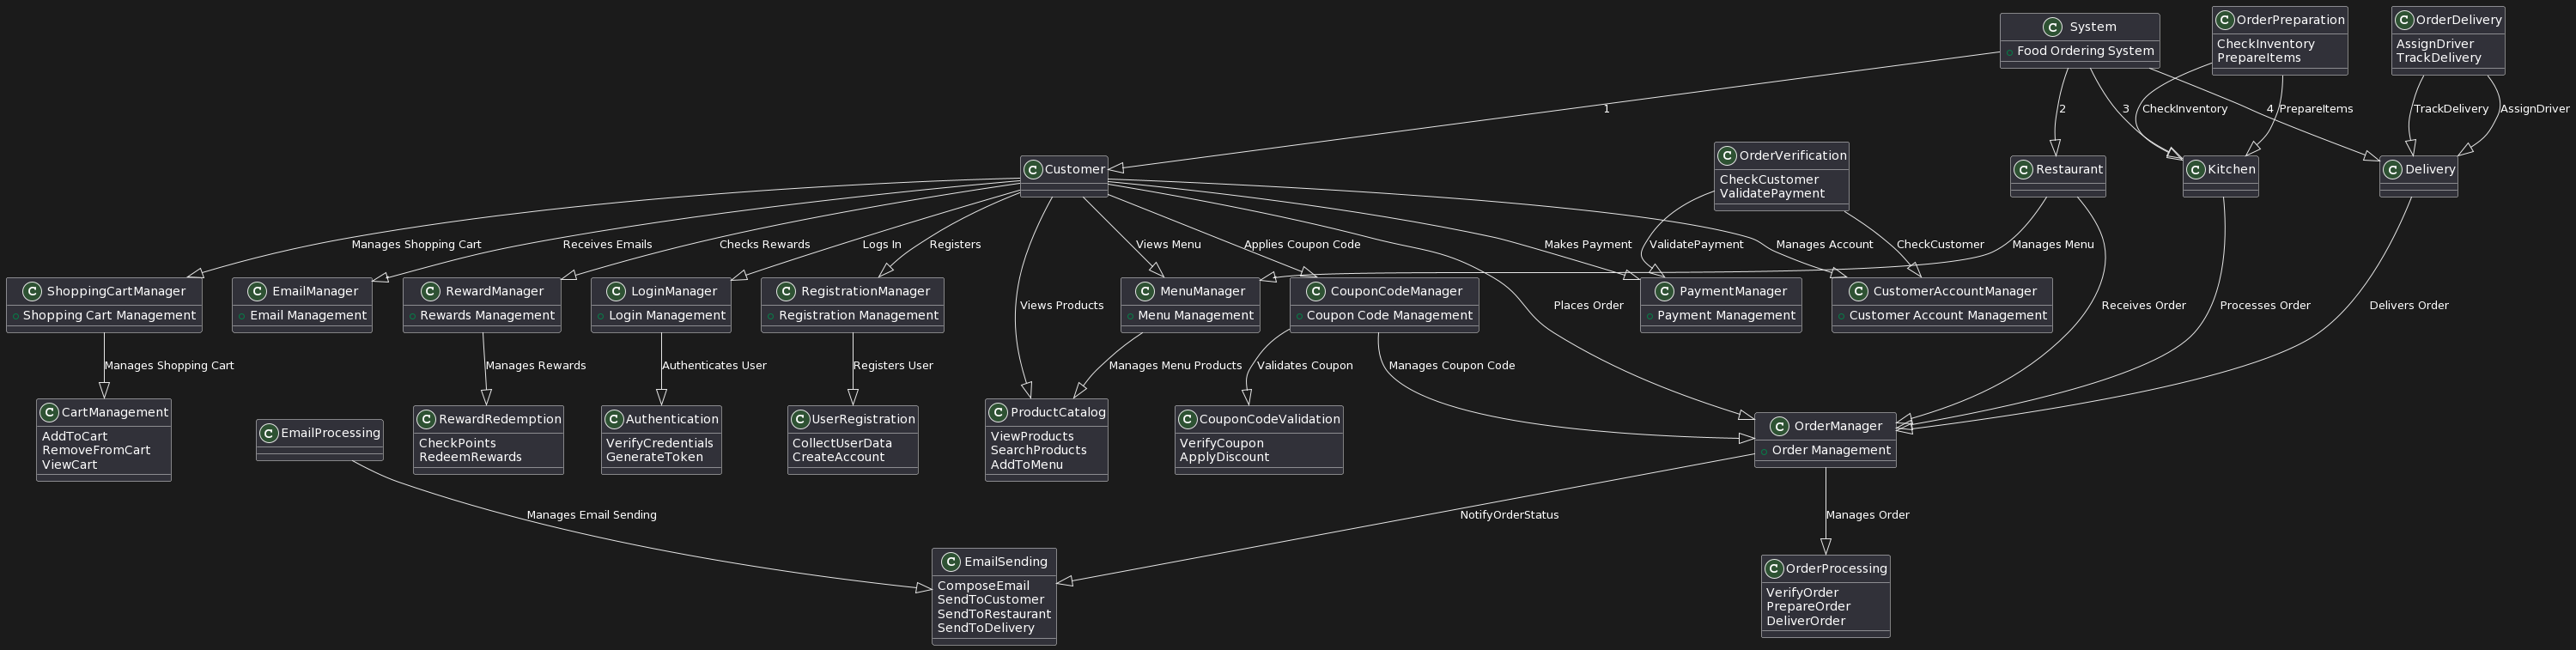 C System
Food Ordering System
C OrderPreparation
CheckInventory
PrepareItems
C OrderDelivery
AssignDriver
TrackDelivery
1
2
3
CheckInventory
4
PrepareItems
TrackDelivery
AssignDriver
C Customer
C OrderVerification
CheckCustomer
ValidatePayment
C Restaurant
C Kitchen
C Delivery
Manages Shopping Cart
Receives Emails
Checks Rewards
Logs In
Registers
Views Menu
Applies Coupon Code
Makes Payment
ValidatePayment
Manages Account
CheckCustomer
Manages Menu
C ShoppingCartManager
Shopping Cart Management
C EmailManager
Email Management
C RewardManager
Rewards Management
C LoginManager
Login Management
C RegistrationManager
Registration Management
Views Products
C MenuManager
Menu Management
C CouponCodeManager
Coupon Code Management
Places Order
C PaymentManager
Payment Management
C CustomerAccountManager
Customer Account Management
Receives Order
Processes Order
Delivers Order
Manages Shopping Cart
Manages Rewards
Authenticates User
Registers User
Manages Menu Products
Validates Coupon
Manages Coupon Code
C CartManagement
AddToCart
RemoveFromCart
ViewCart
C EmailProcessing
C RewardRedemption
CheckPoints
RedeemRewards
C Authentication
VerifyCredentials
GenerateToken
C UserRegistration
CollectUserData
CreateAccount
C ProductCatalog
ViewProducts
SearchProducts
AddToMenu
C CouponCodeValidation
VerifyCoupon
ApplyDiscount
C OrderManager
Order Management
Manages Email Sending
NotifyOrderStatus
Manages Order
C EmailSending
ComposeEmail
SendToCustomer
SendToRestaurant
SendToDelivery
C OrderProcessing
VerifyOrder
PrepareOrder
DeliverOrder